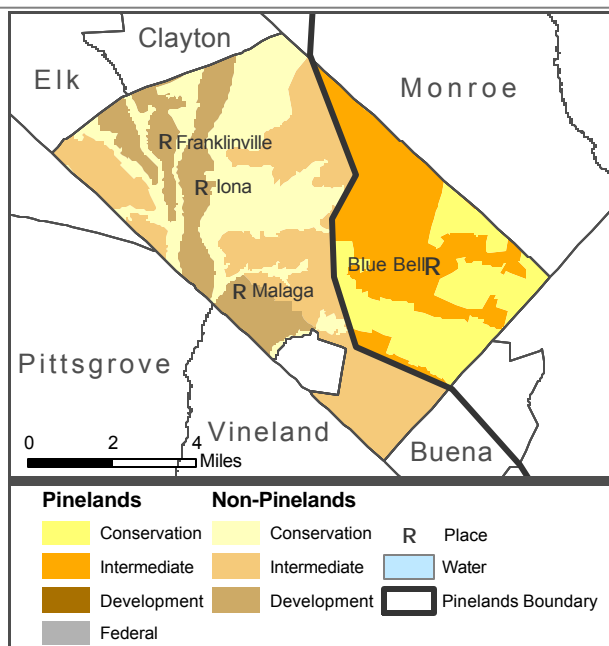 Clayton
Elk
Monroe
R Franklinville
R Iona
Blue Bell R
R Malaga
Pittsgrove
Vineland
Buena
0 2 4
Miles
Pinelands Non-Pinelands
Conservation Conservation R Place
Intermediate Intermediate Water
Development Development Pinelands Boundary
Federal